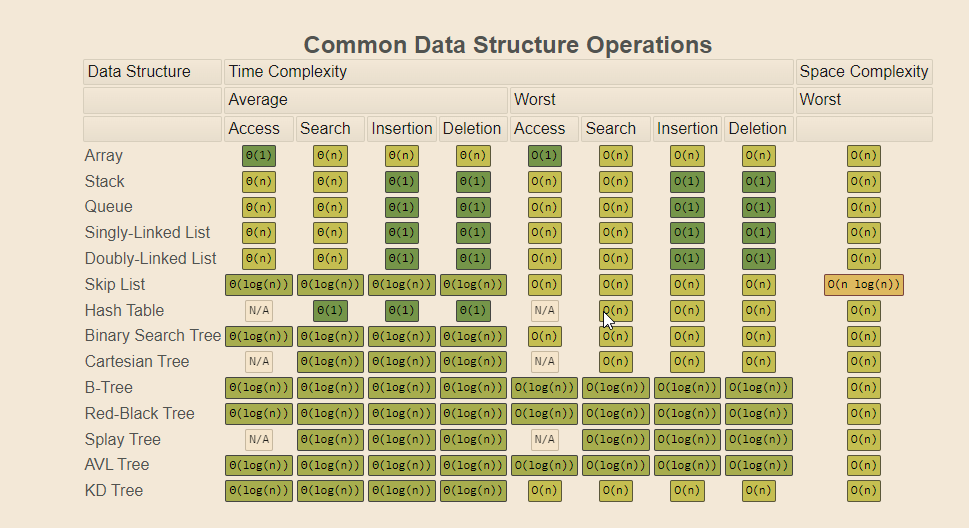 Common Data Structure Operations
Data Structure Time Complexity Space Complexity
Average Worst Worst
Access Search Insertion Deletion Access Search Insertion Deletion
Array Θ(1) Θ(n) Θ(n) Θ(n) O(1) O(n) O(n) O(n) O(n)
Stack Θ(n) Θ(n) Θ(1) Θ(1) O(n) O(n) O(1) O(1) O(n)
Queue Θ(n) Θ(n) Θ(1) Θ(1) O(n) O(n) O(1) O(1) O(n)
Singly-Linked List Θ(n) Θ(n) Θ(1) Θ(1) O(n) O(n) O(1) O(1) O(n)
Doubly-Linked List Θ(n) Θ(n) Θ(1) Θ(1) O(n) O(n) O(1) O(1) O(n)
Skip List Θ(log(n)) Θ(log(n)) Θ(log(n)) Θ(log(n)) O(n) O(n) O(n) O(n) O(n log(n))
Hash Table N/A Θ(1) Θ(1) Θ(1) N/A O(n) O(n) O(n) O(n)
Binary Search Tree Θ(log(n)) Θ(log(n)) Θ(log(n)) Θ(log(n)) O(n) O(n) O(n) O(n) O(n)
Cartesian Tree N/A Θ(log(n)) Θ(log(n)) Θ(log(n)) N/A O(n) O(n) O(n) O(n)
B-Tree Θ(log(n)) Θ(log(n)) Θ(log(n)) Θ(log(n)) O(log(n)) O(log(n)) O(log(n)) O(log(n)) O(n)
Red-Black Tree Θ(log(n)) Θ(log(n)) Θ(log(n)) Θ(log(n)) O(log(n)) O(log(n)) O(log(n)) O(log(n)) O(n)
Splay Tree N/A Θ(log(n)) Θ(log(n)) Θ(log(n)) N/A O(log(n)) O(log(n)) O(log(n)) O(n)
AVL Tree Θ(log(n)) Θ(log(n)) Θ(log(n)) Θ(log(n)) O(log(n)) O(log(n)) O(log(n)) O(log(n)) O(n)
KD Tree Θ(log(n)) Θ(log(n)) Θ(log(n)) Θ(log(n)) O(n) O(n) O(n) O(n) O(n)